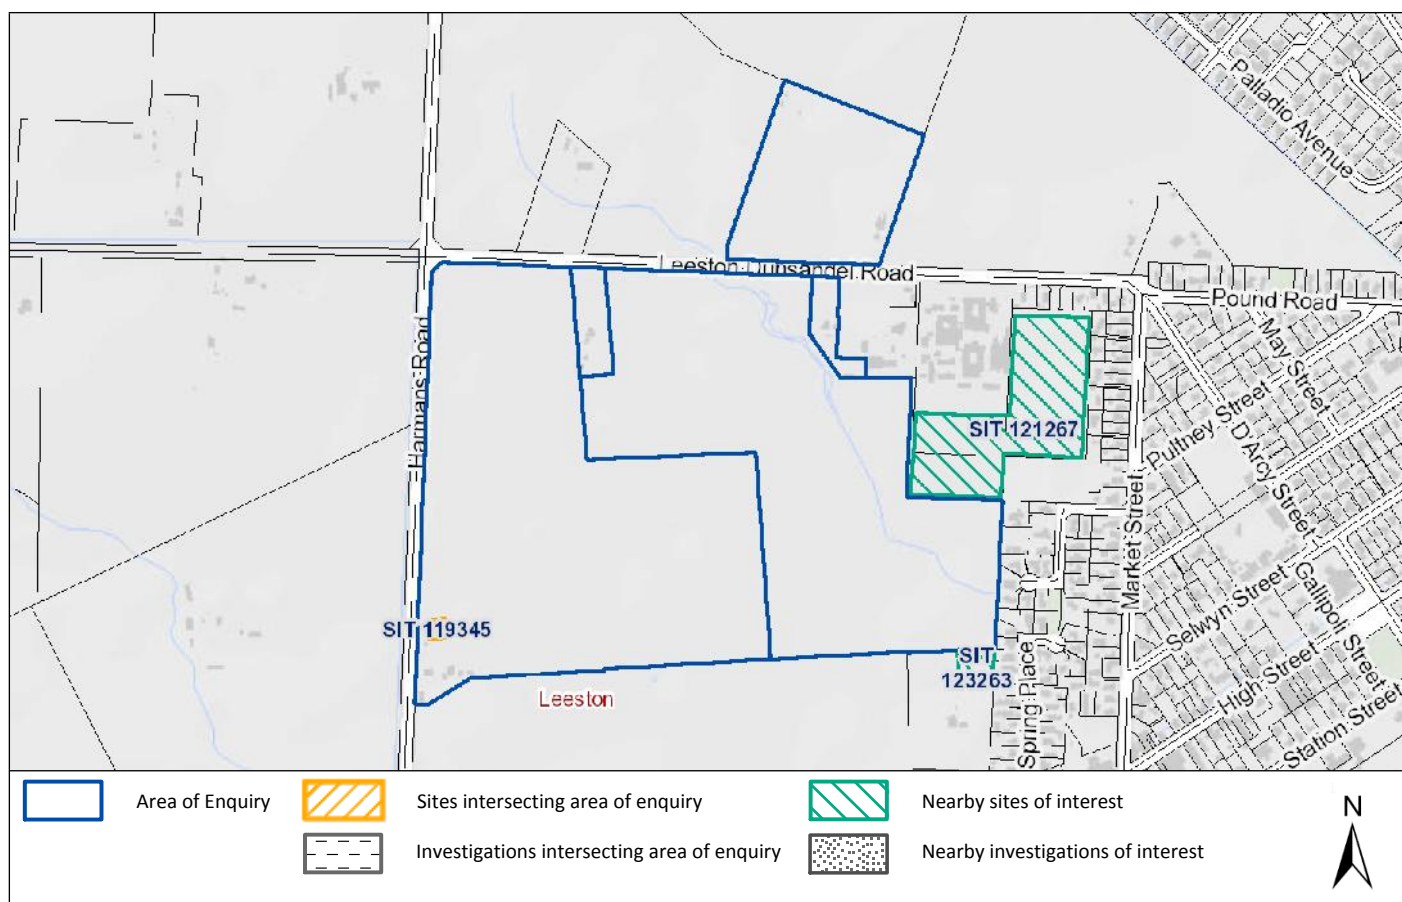 Palladio Avenue
Leeston Dunsandel Road
Pound Road
May Street
Harmans Road
SIT 121267
Pultney Street
D'Arcy Street
Market Street
Selwyn Street
Gallipoli Street
SIT 119345
SIT
123263
High Street
Spring Place
Leeston
Station Street
Area of Enquiry
Sites intersecting area of enquiry
Nearby sites of interest
N
Investigations intersecting area of enquiry
Nearby investigations of interest